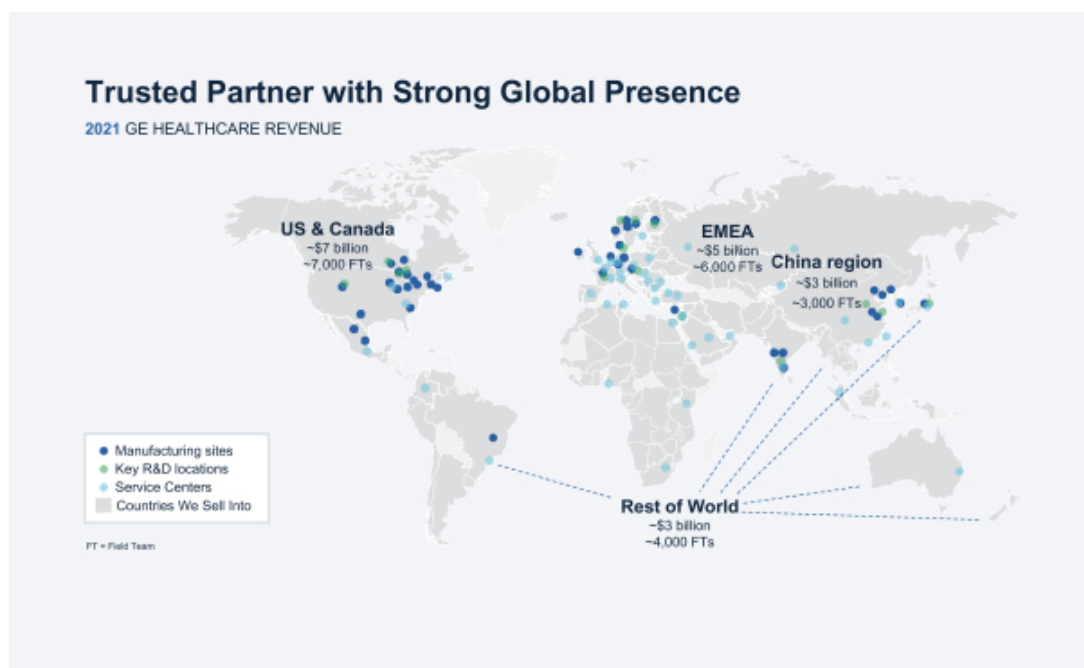 Trusted Partner with Strong Global Presence
2021 GE HEALTHCARE REVENUE
US & Canada
~$7 billion
~7,000 FTs
EMEA
~$5 billion
~6,000 FTs
China region
~$3 billion
~3,000 FTs
Manufacturing sites
Key R&D locations
Service Centers
Countries We Sell Into
Rest of World
~$3 billion
~4,000 FTs
FT = Field Team